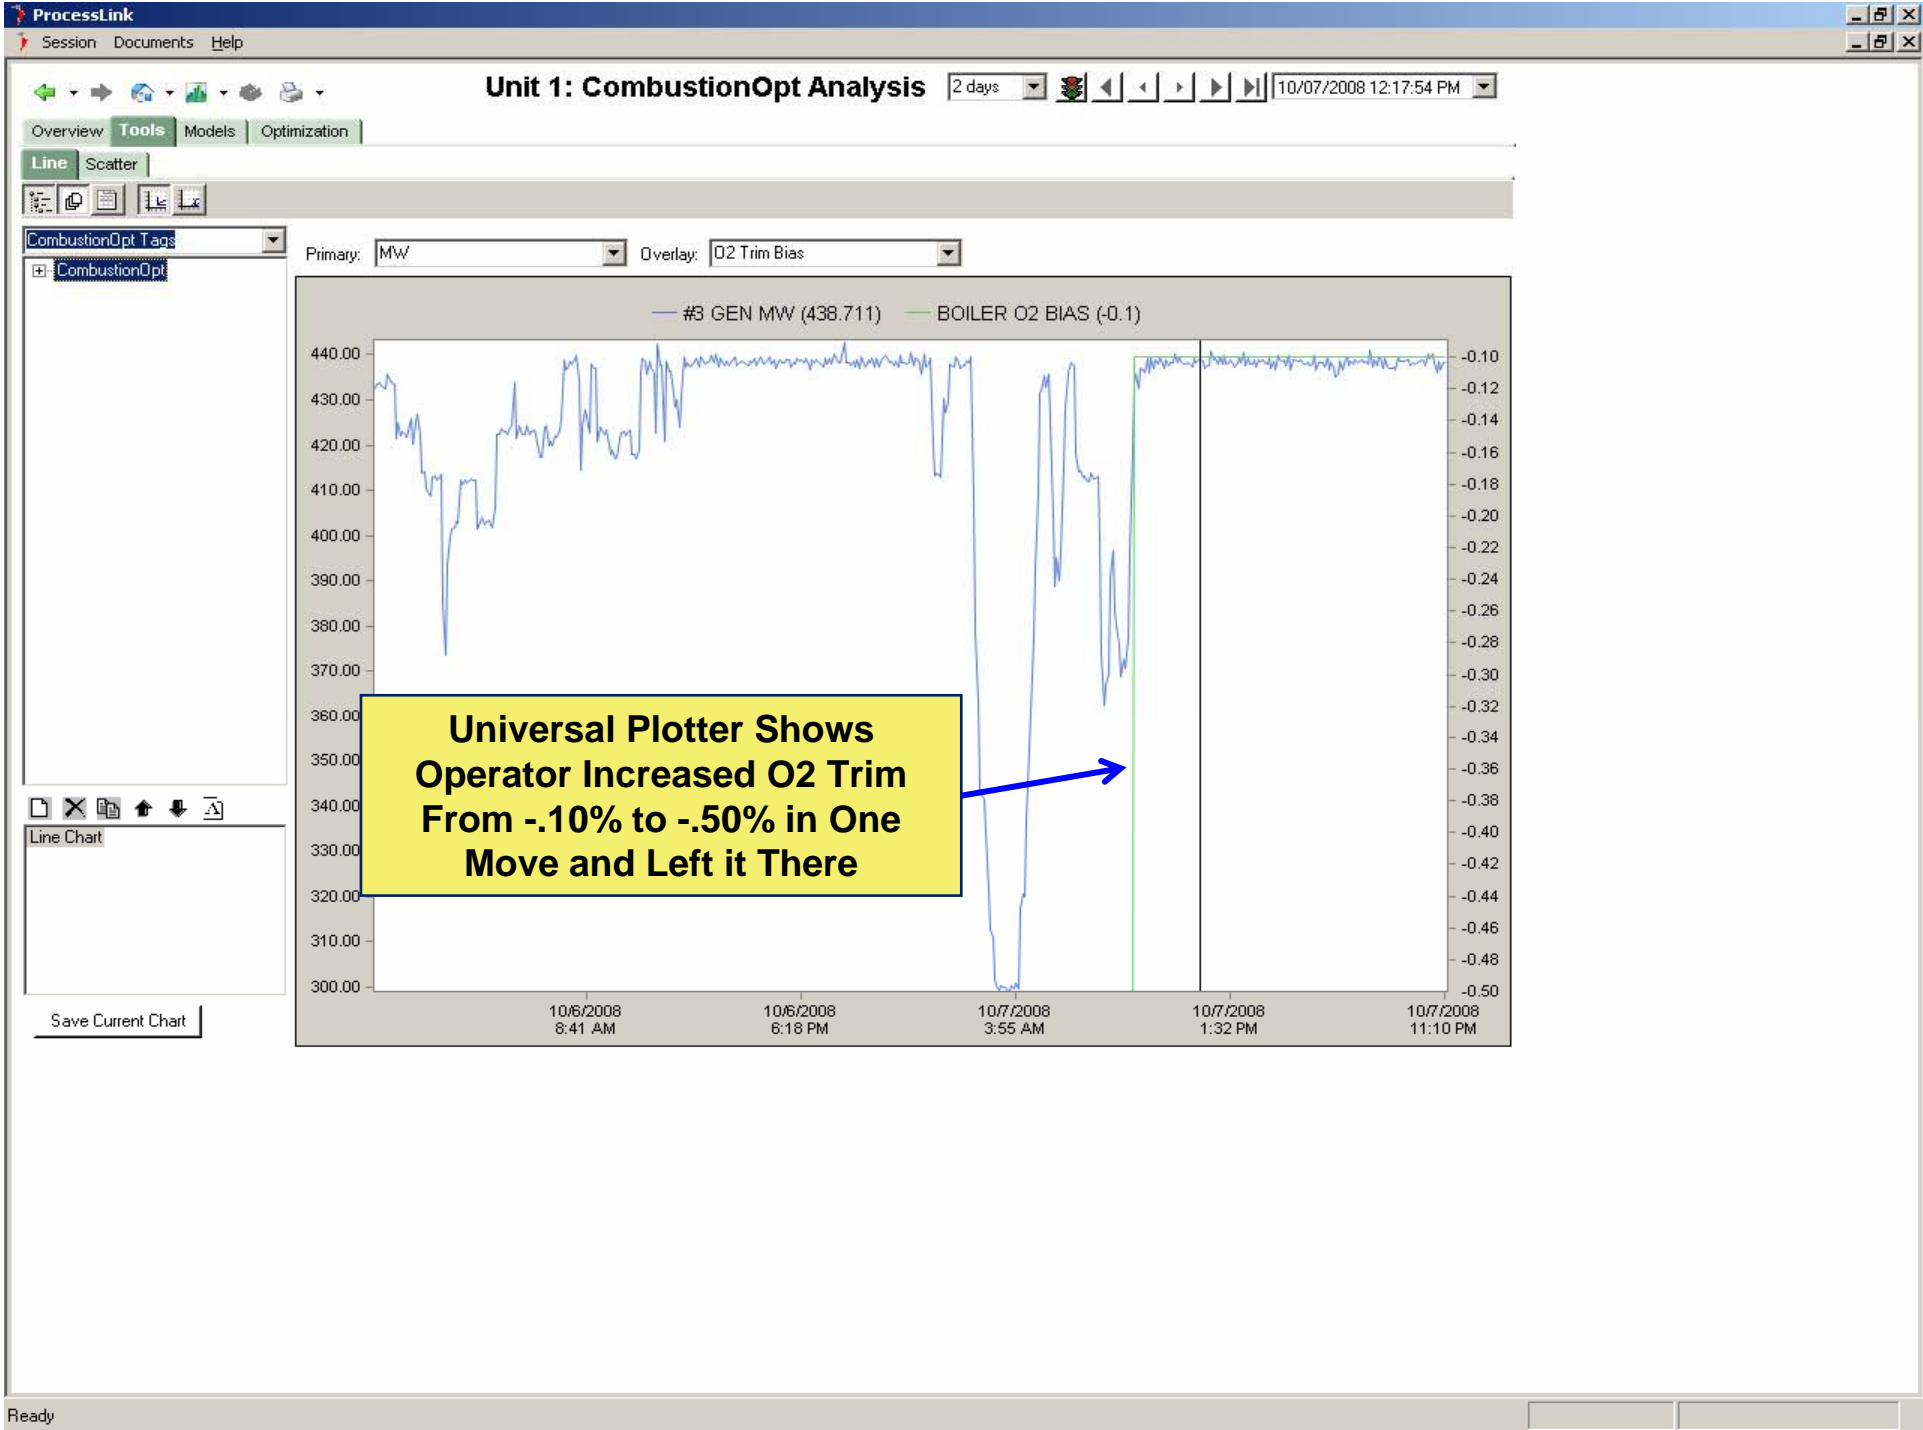 ProcessLink
Session Documents Help
Unit 1: CombustionOpt Analysis 2 days 10/07/2008 12:17:54 PM
Overview Tools Models Optimization
Line Scatter
CombustionOpt Tags
CombustionOpt
Primary: MW Overlay: O2 Trim Bias
#3 GEN MW (438.711) BOILER O2 BIAS (-0.1)
440.00
430.00
420.00
410.00
400.00
390.00
380.00
370.00
360.00
350.00
340.00
330.00
320.00
310.00
300.00
-0.10
-0.12
-0.14
-0.16
-0.18
-0.20
-0.22
-0.24
-0.26
-0.28
-0.30
-0.32
-0.34
-0.36
-0.38
-0.40
-0.42
-0.44
-0.46
-0.48
-0.50
Universal Plotter Shows
Operator Increased O2 Trim
From -.10% to -.50% in One
Move and Left it There
10/6/2008 10/6/2008 10/7/2008 10/7/2008 10/7/2008
8:41 AM 6:18 PM 3:55 AM 1:32 PM 11:10 PM
Line Chart
Save Current Chart
Ready